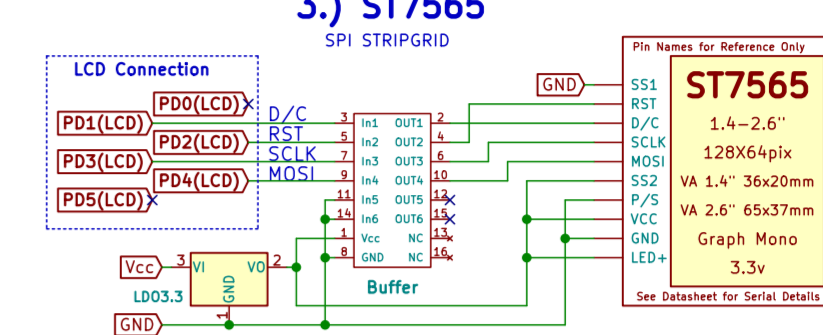 3.) ST7565
SPI STRIPGRID
LCD Connection
PD0(LCD)
PD1(LCD) D/C
PD2(LCD) RST
PD3(LCD) SCLK
PD4(LCD) MOSI
PD5(LCD)
3 In1 OUT1 2
5 In2 OUT2 4
7 In3 OUT3 6
9 In4 OUT4 10
11 In5 OUT5 12
14 In6 OUT6 15
1 Vcc NC 13
8 GND NC 16
Buffer
Vcc 3 VI VO 2
GND
LDO3.3
1
GND
Pin Names for Reference Only
GND SS1
RST
D/C
SCLK
MOSI
SS2
P/S
VCC
GND
LED+
ST7565
1.4-2.6"
128X64pix
VA 1.4" 36x20mm
VA 2.6" 65x37mm
Graph Mono
3.3v
See Datasheet for Serial Details